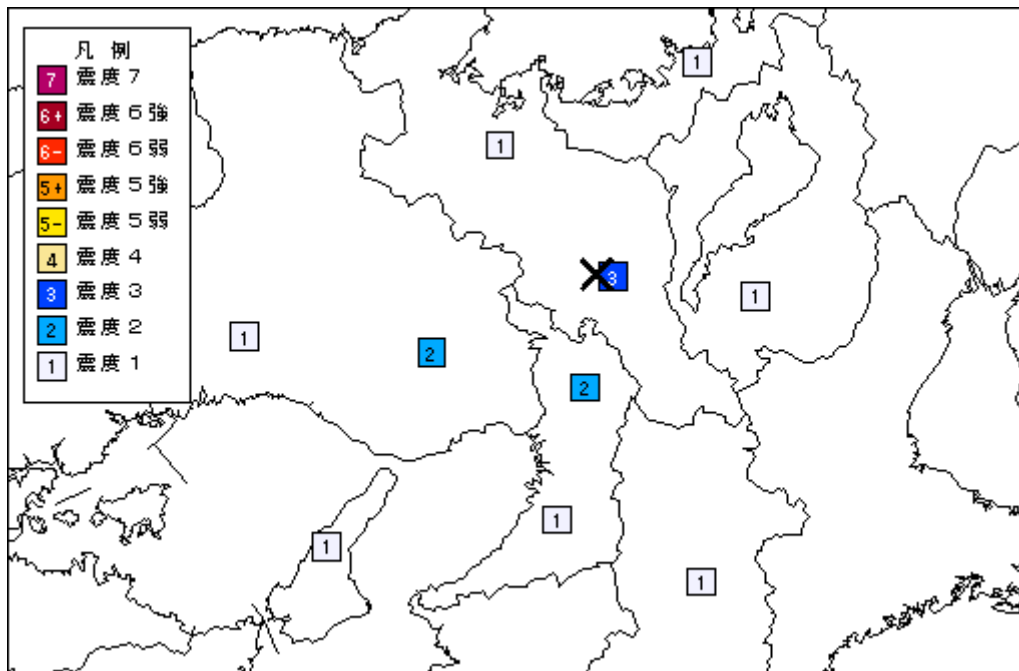 凡 例
7 震度７
6+ 震度６強
6- 震度６弱
5+ 震度５強
5- 震度５弱
4 震度４
3 震度３
2 震度２
1 震度１
1
1
3
1
1
2
2
1
1
1